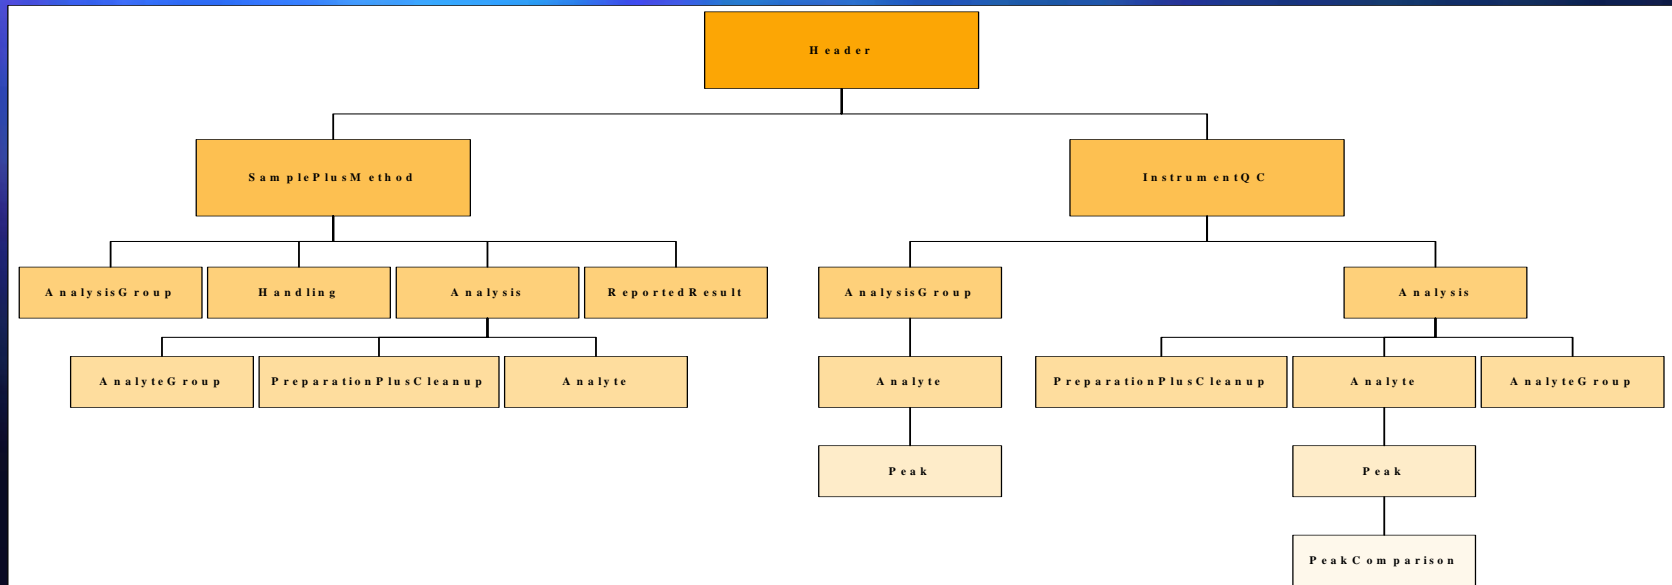 Header
SamplePlusMethod
InstrumentQC
AnalysisGroup
Handling
Analysis
ReportedResult
AnalysisGroup
Analysis
AnalyteGroup
PreparationPlusCleanup
Analyte
Analyte
PreparationPlusCleanup
Analyte
AnalyteGroup
Peak
Peak
PeakComparison